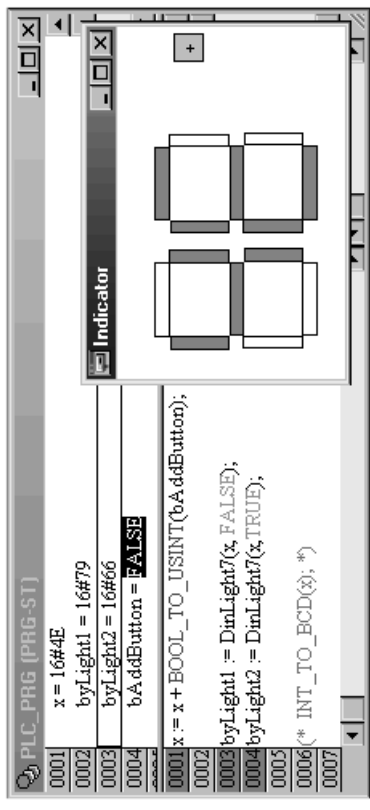 PLC_PRG (PRG-ST)
0001 x = 16#4E
0002 byLight1 = 16#79
0003 byLight2 = 16#66
0004 bAddButton = FALSE
Indicator
+
0001 x := x + BOOL_TO_USINT(bAddButton);
0002
0003 byLight1 := DinLight7(x, FALSE);
0004 byLight2 := DinLight7(x,TRUE);
0005
0006 (* INT_TO_BCD(x); *)
0007